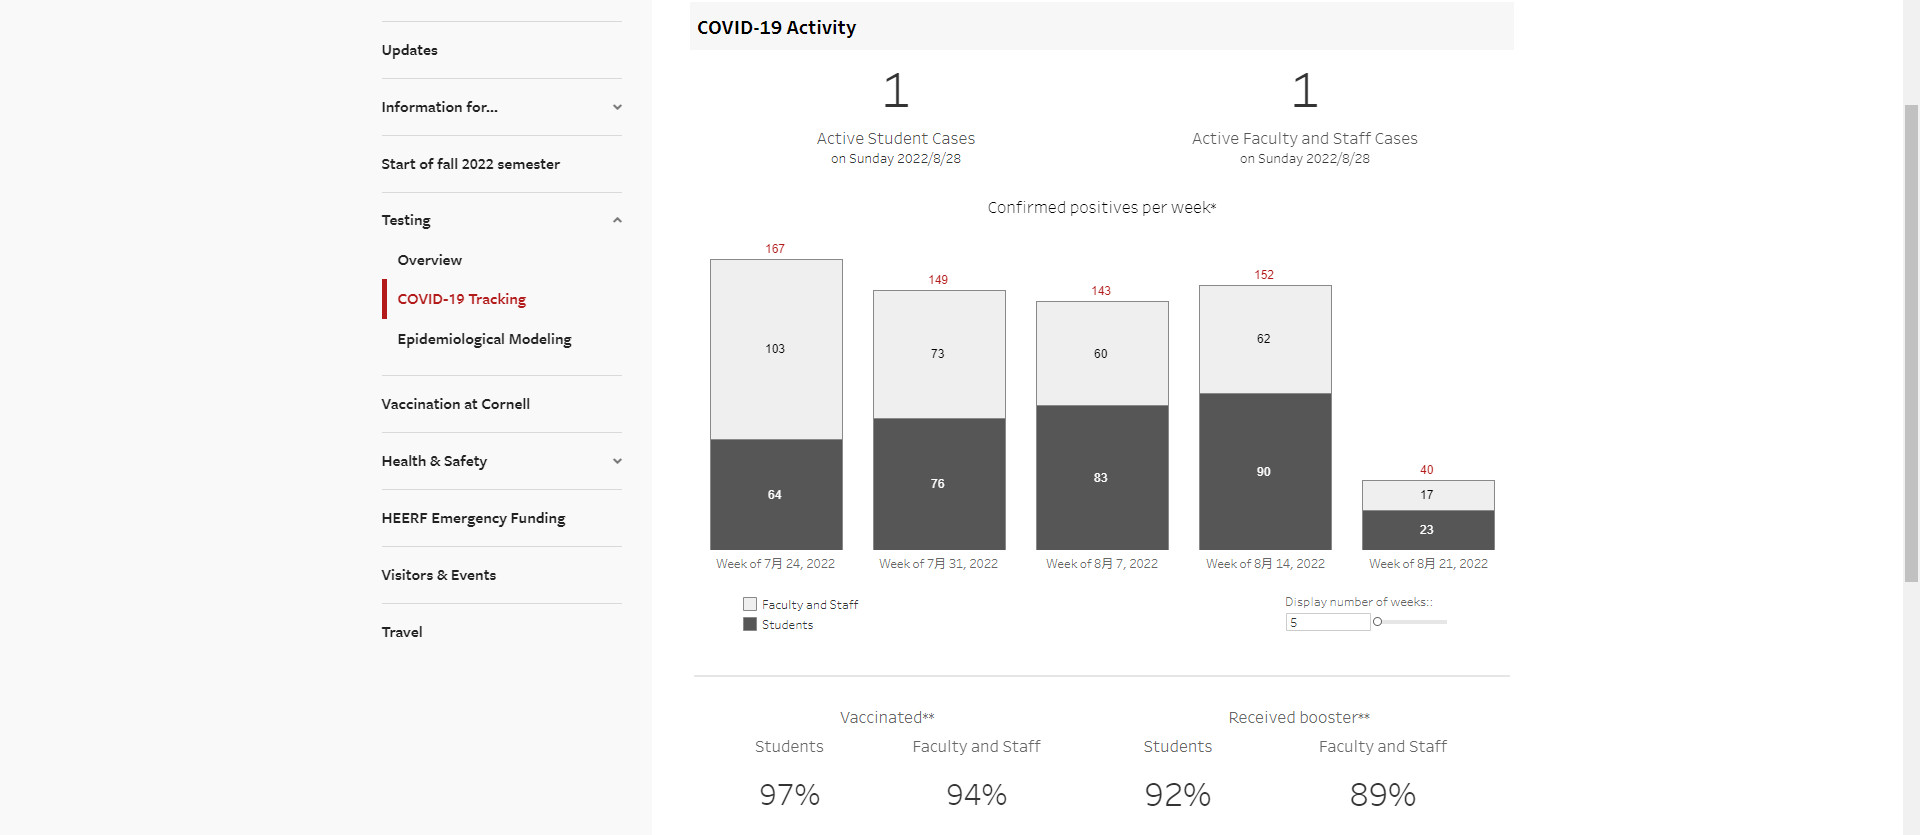 Updates
Information for...
Start of fall 2022 semester
Testing
Overview
COVID-19 Tracking
Epidemiological Modeling
Vaccination at Cornell
Health & Safety
HEERF Emergency Funding
Visitors & Events
Travel
COVID-19 Activity
1 1
Active Student Cases Active Faculty and Staff Cases
on Sunday 2022/8/28 on Sunday 2022/8/28
Confirmed positives per week*
167 149 143 152 40
103 73 60 62 17
64 76 83 90 23
Week of 7月 24, 2022 Week of 7月 31, 2022 Week of 8月 7, 2022 Week of 8月 14, 2022 Week of 8月 21, 2022
Faculty and Staff
Students
Display number of weeks::
5
Vaccinated** Received booster**
Students Faculty and Staff Students Faculty and Staff
97% 94% 92% 89%